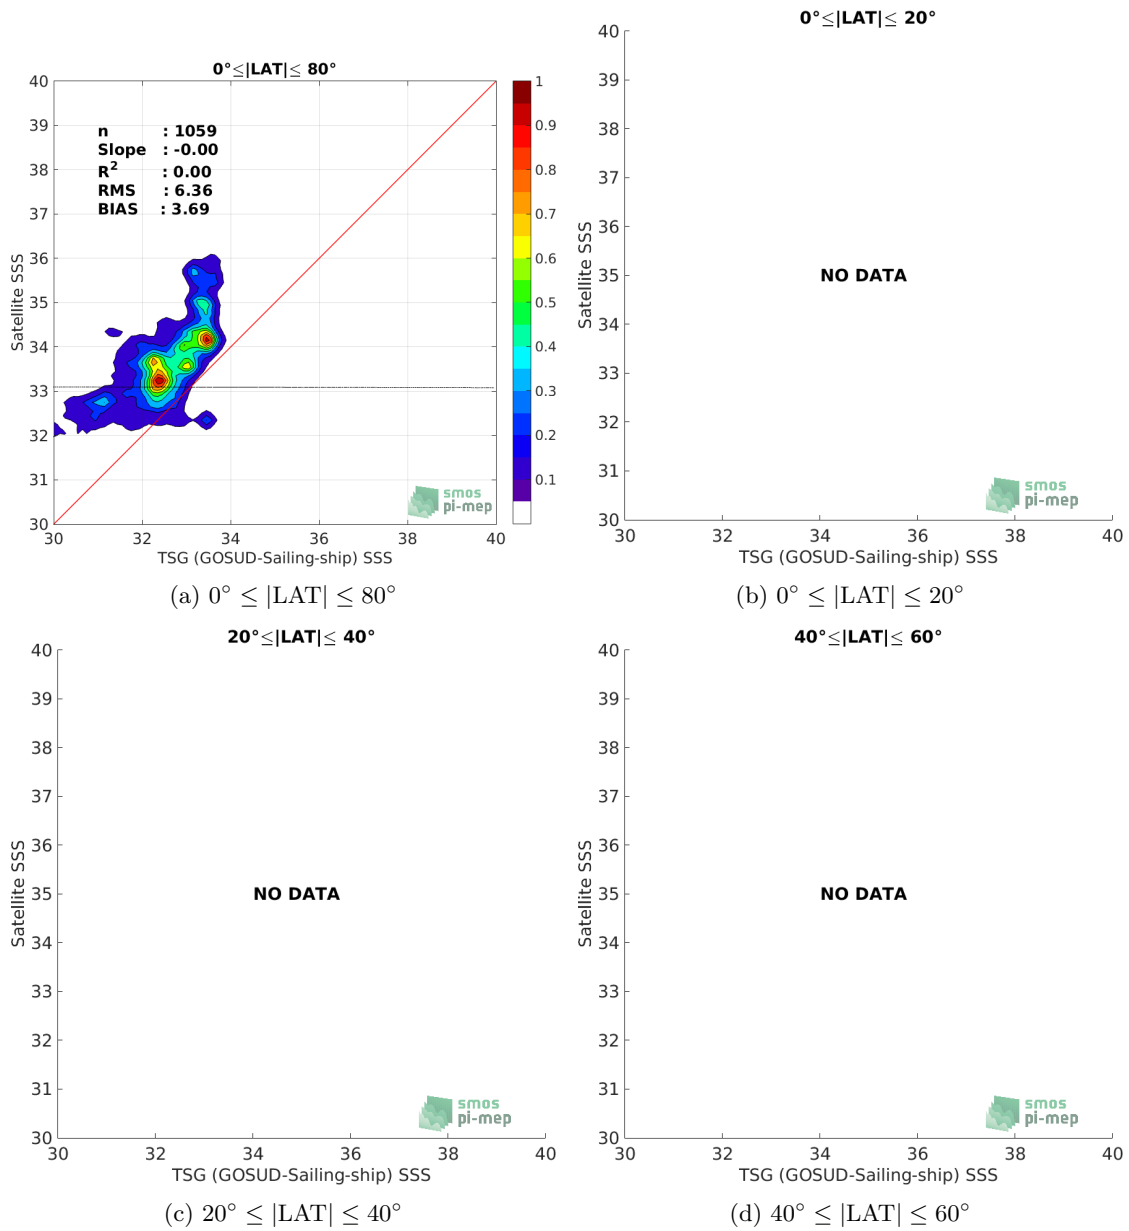 0°≤|LAT|≤ 80°
40
39
38
37
36
35
34
33
32
31
30
30
32
34
36
38
40
n : 1059
Slope : -0.00
R² : 0.00
RMS : 6.36
BIAS : 3.69
1
0.9
0.8
0.7
0.6
0.5
0.4
0.3
0.2
0.1
Satellite SSS
TSG (GOSUD-Sailing-ship) SSS
smos
pi-mep
(a) 0° ≤ |LAT| ≤ 80°
0°≤|LAT|≤ 20°
40
39
38
37
36
35
34
33
32
31
30
30
32
34
36
38
40
NO DATA
Satellite SSS
TSG (GOSUD-Sailing-ship) SSS
smos
pi-mep
(b) 0° ≤ |LAT| ≤ 20°
20°≤|LAT|≤ 40°
40
39
38
37
36
35
34
33
32
31
30
30
32
34
36
38
40
NO DATA
Satellite SSS
TSG (GOSUD-Sailing-ship) SSS
smos
pi-mep
(c) 20° ≤ |LAT| ≤ 40°
40°≤|LAT|≤ 60°
40
39
38
37
36
35
34
33
32
31
30
30
32
34
36
38
40
NO DATA
Satellite SSS
TSG (GOSUD-Sailing-ship) SSS
smos
pi-mep
(d) 40° ≤ |LAT| ≤ 60°